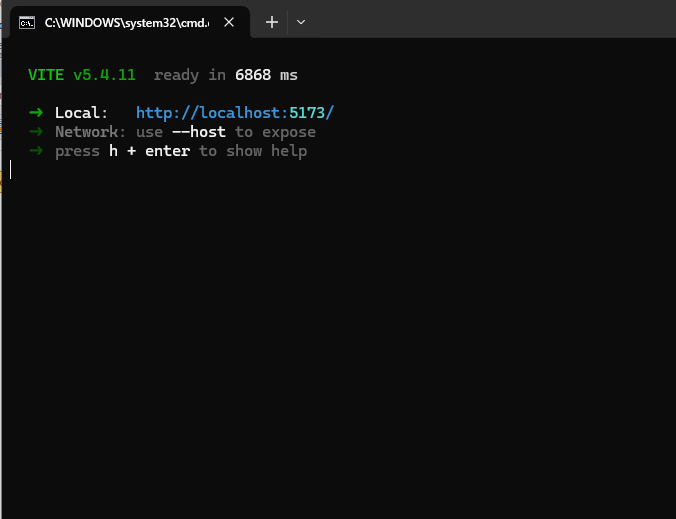 C:\WINDOWS\system32\cmd.
VITE v5.4.11 ready in 6868 ms
➜ Local: http://localhost:5173/
➜ Network: use --host to expose
➜ press h + enter to show help